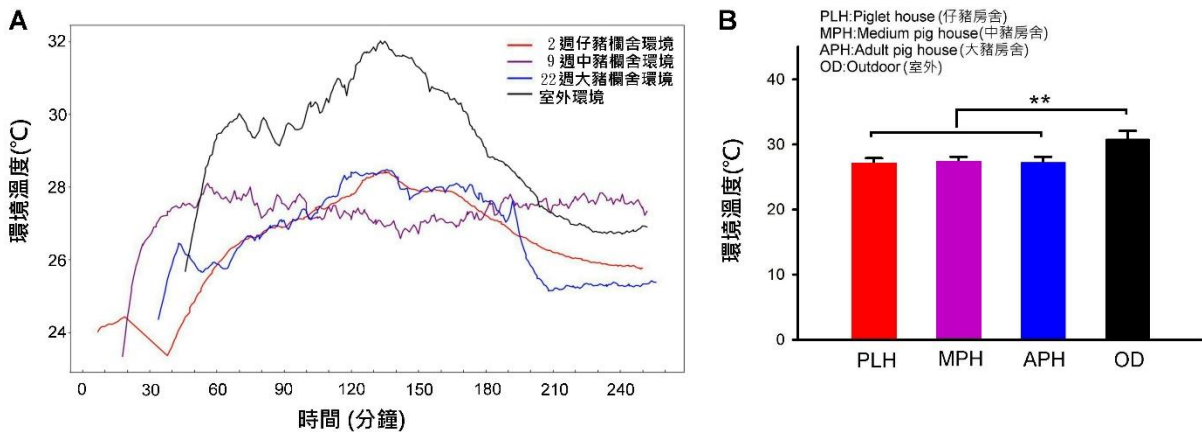 A
32
30
28
26
24
環境溫度(°C)
2週仔豬欄舍環境
9週中豬欄舍環境
22週大豬欄舍環境
室外環境
0 30 60 90 120 150 180 210 240
時間 (分鐘)
B
PLH:Piglet house (仔豬房舍)
MPH:Medium pig house (中豬房舍)
APH:Adult pig house (大豬房舍)
OD:Outdoor (室外)
40
30
20
10
0
環境溫度(°C)
**
PLH MPH APH OD